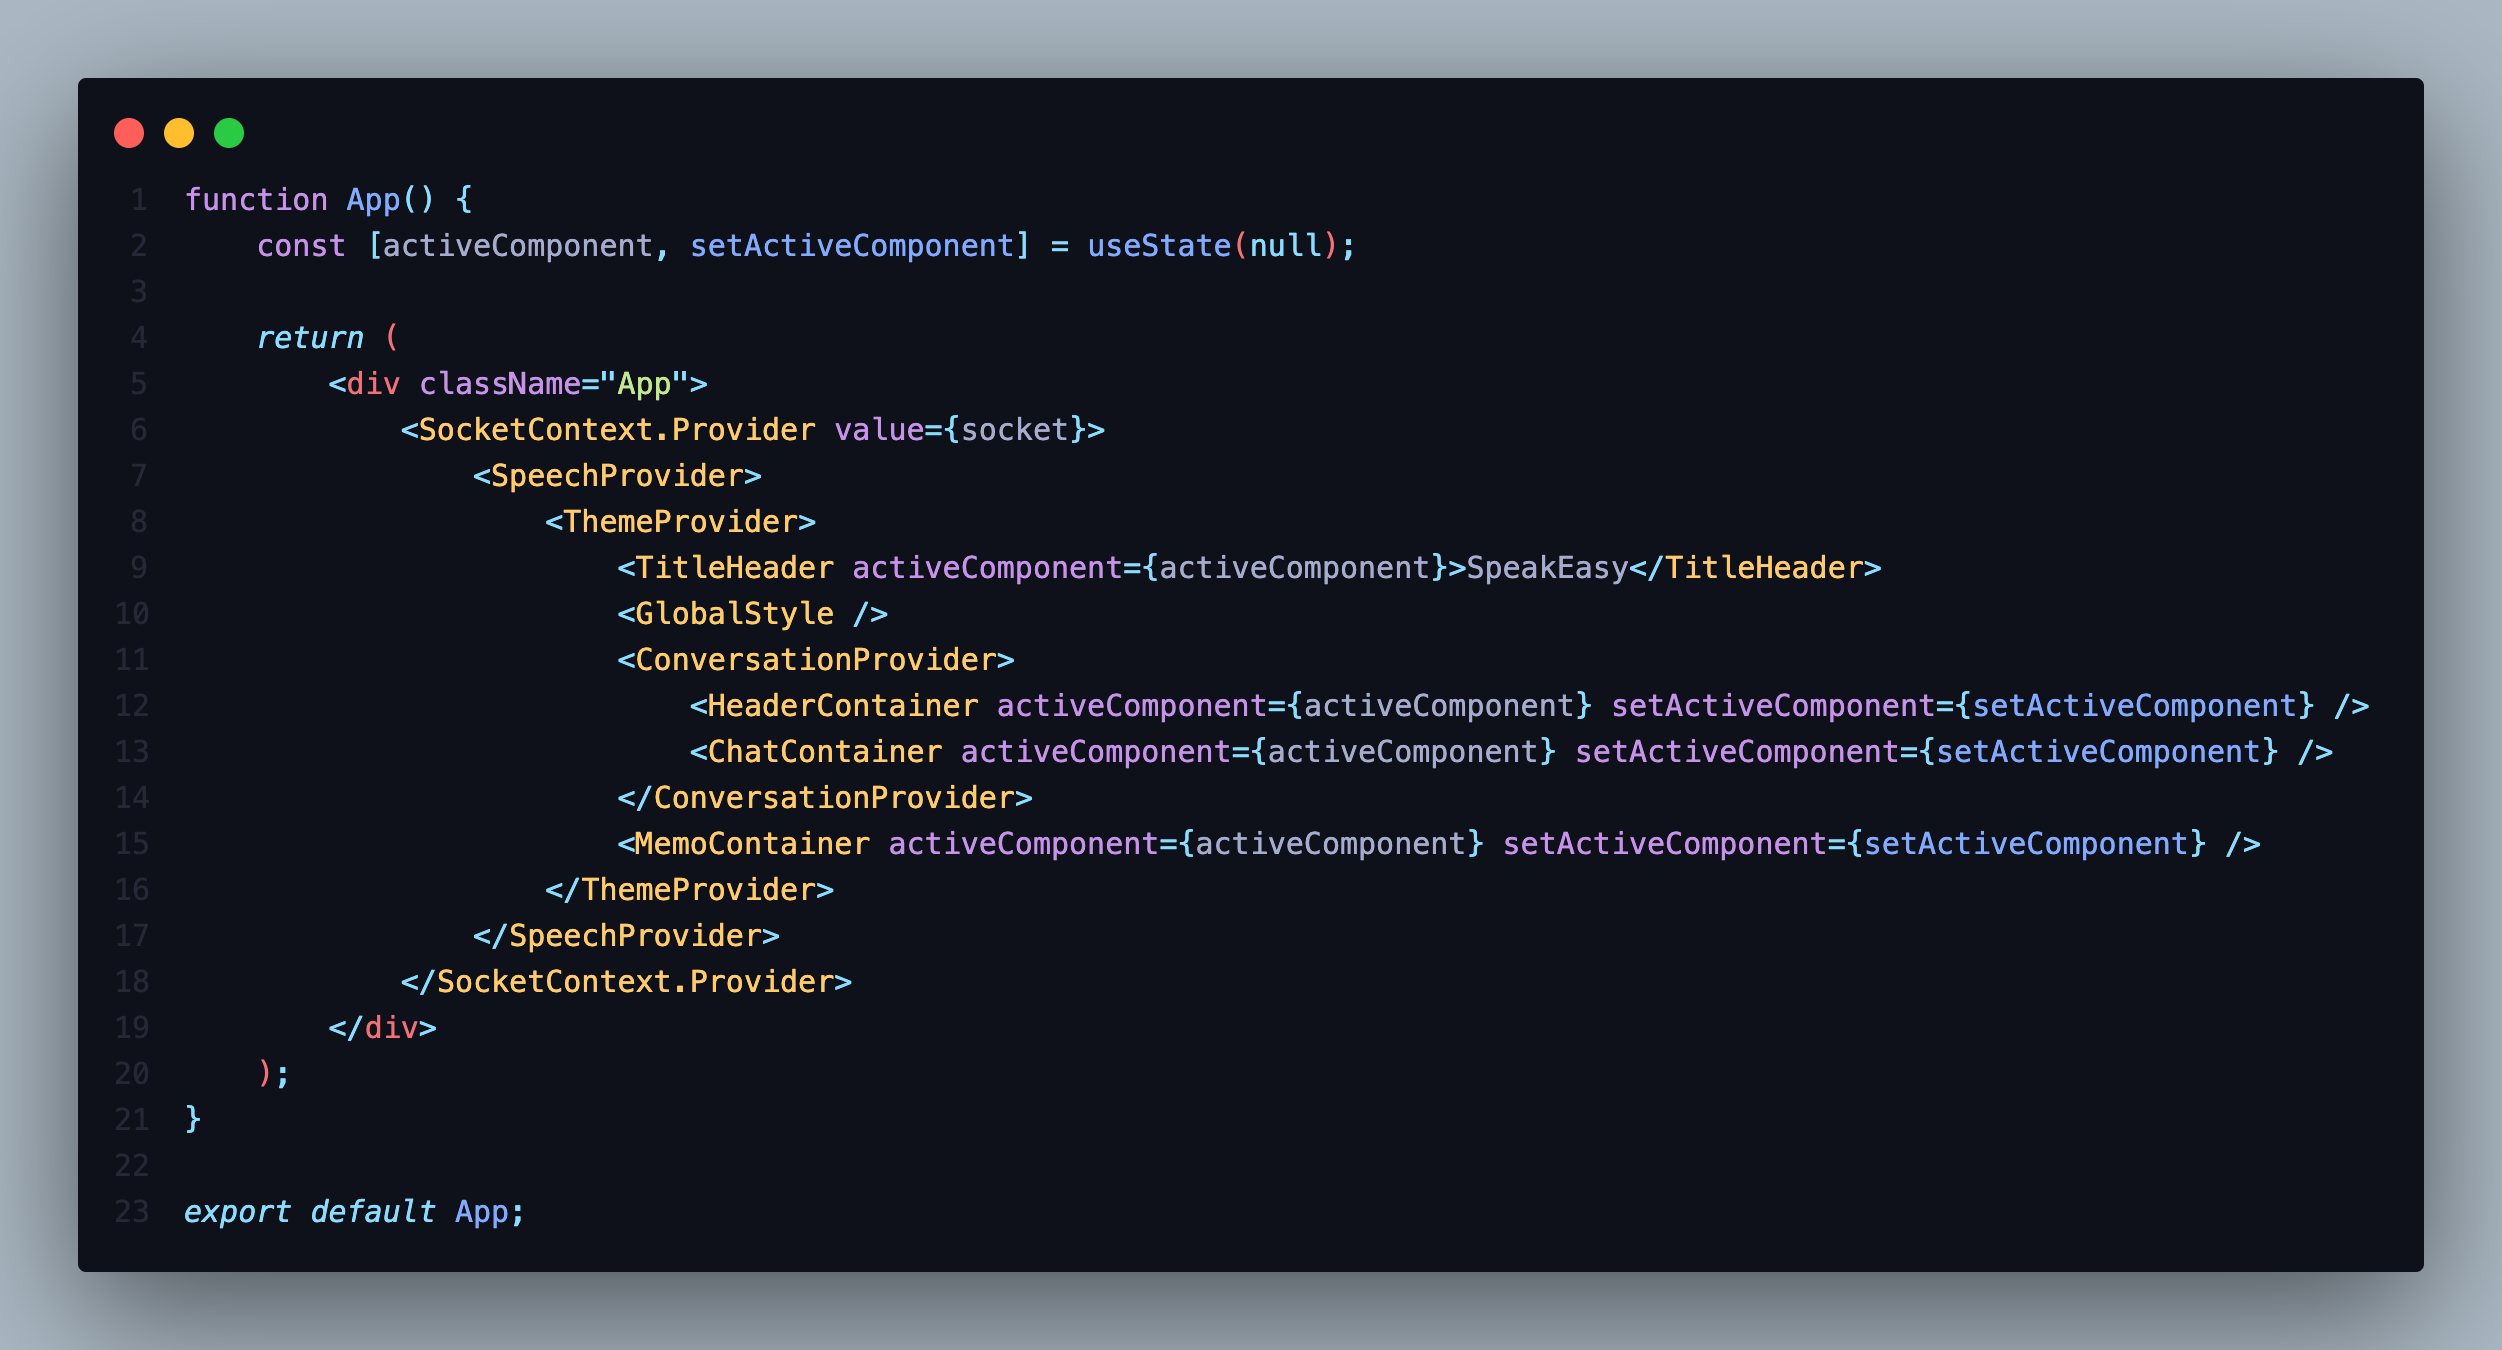 1 function App() {
2     const [activeComponent, setActiveComponent] = useState(null);
3
4     return (
5         <div className="App">
6             <SocketContext.Provider value={socket}>
7                 <SpeechProvider>
8                     <ThemeProvider>
9                         <TitleHeader activeComponent={activeComponent}>SpeakEasy</TitleHeader>
10                         <GlobalStyle />
11                         <ConversationProvider>
12                             <HeaderContainer activeComponent={activeComponent} setActiveComponent={setActiveComponent} />
13                             <ChatContainer activeComponent={activeComponent} setActiveComponent={setActiveComponent} />
14                         </ConversationProvider>
15                         <MemoContainer activeComponent={activeComponent} setActiveComponent={setActiveComponent} />
16                     </ThemeProvider>
17                 </SpeechProvider>
18             </SocketContext.Provider>
19         </div>
20     );
21 }
22
23 export default App;